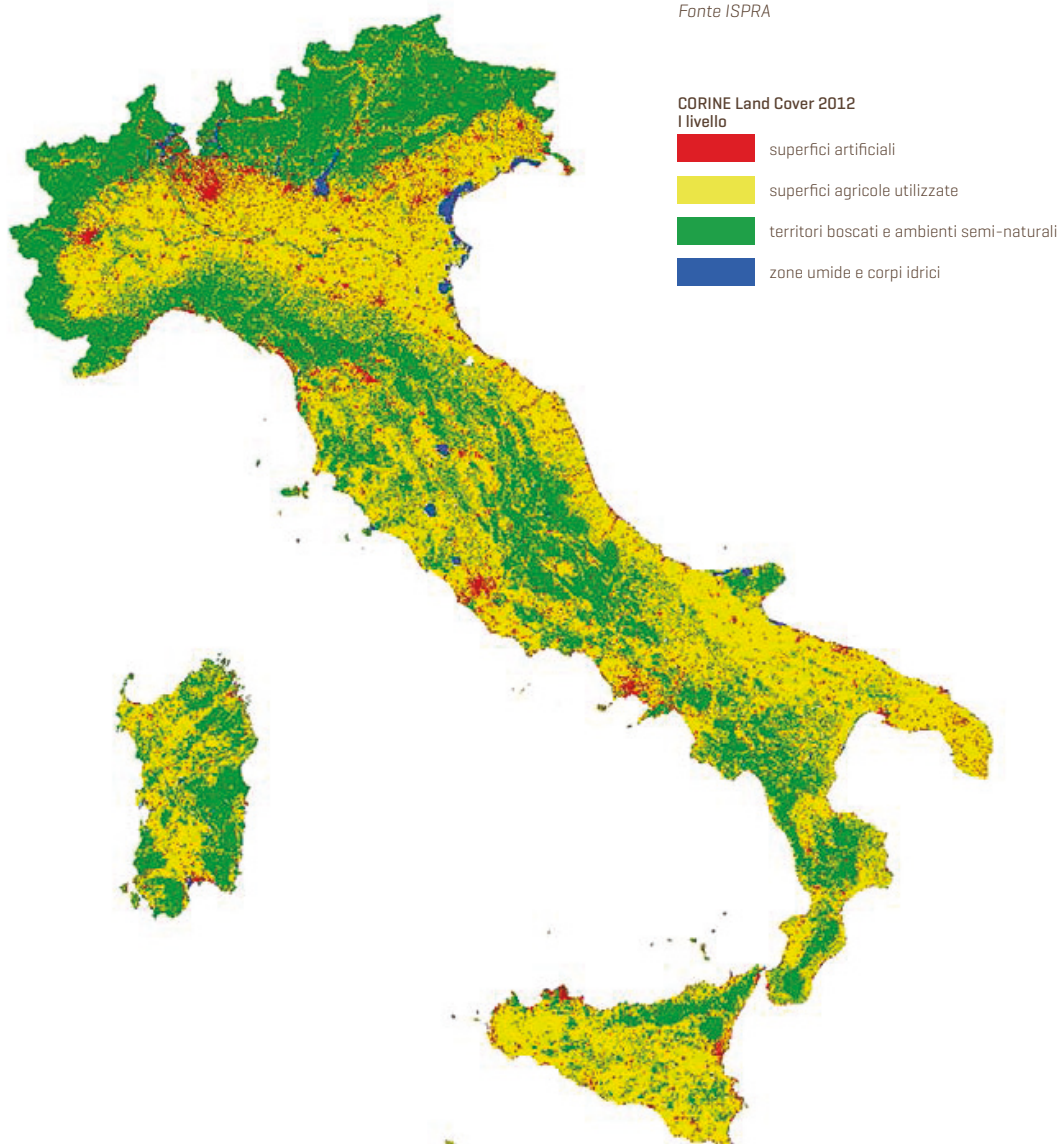 Fonte ISPRA
CORINE Land Cover 2012
I livello
superfici artificiali
superfici agricole utilizzate
territori boscati e ambienti semi-naturali
zone umide e corpi idrici